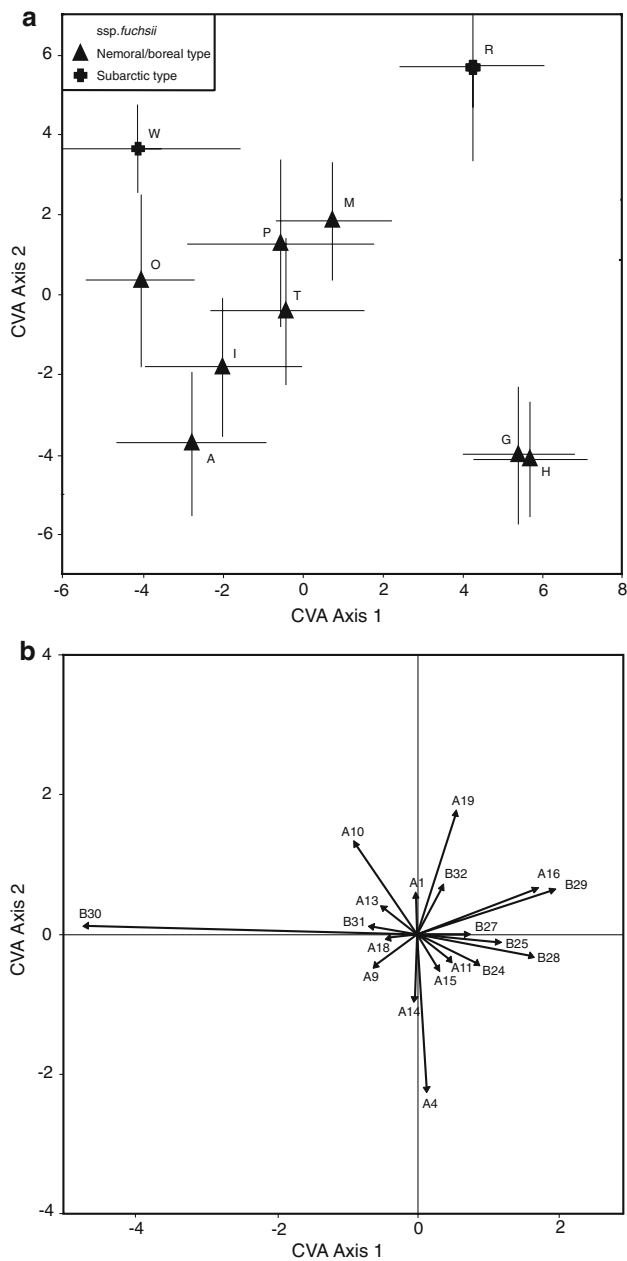 a
ssp.fuchsii
Nemoral/boreal type
Subarctic type
R
W
M
P
O
T
I
A
G
H
6
4
2
0
-2
-4
-6
CVA Axis 2
-6 -4 -2 0 2 4 6 8
CVA Axis 1
b
4
2
0
-2
-4
CVA Axis 2
A19
A10
B32
A1
A16
B29
A13
B30
B31
B27
A18
B25
B28
A9
A11
B24
A15
A14
A4
-4 -2 0 2
CVA Axis 1